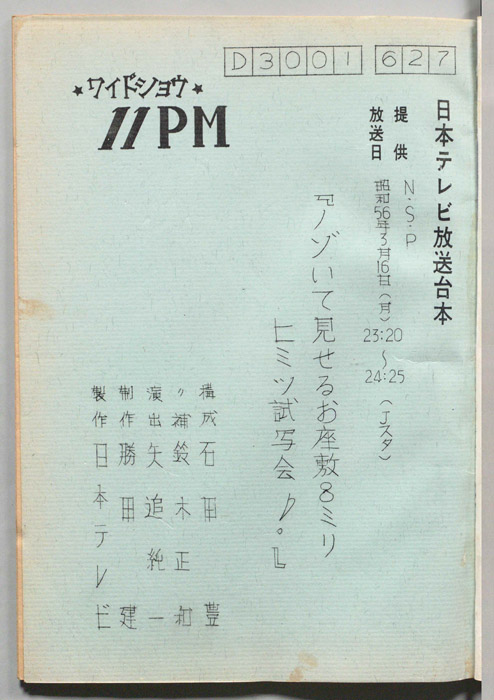 D3001 627
★ワイドショウ★
11PM
日本テレビ放送台本
提供 N・S・P
放送日 昭和56年3月16日(月)23:20～24:25(Jスタ)
『ノゾいて見せるお座敷8ミリ
ヒミツ試写会♪。』
構成 石田 豊
〃補 鈴木正和
演出 矢追純一
制作 勝田 建
製作 日本テレビ